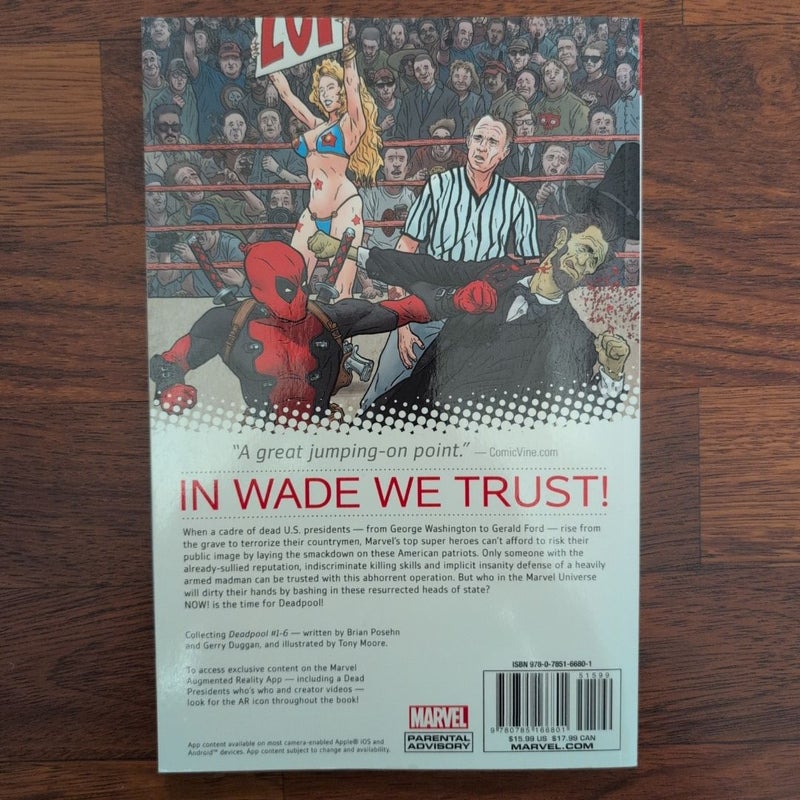 "A great jumping-on point." — ComicVine.com
IN WADE WE TRUST!
When a cadre of dead U.S. presidents — from George Washington to Gerald Ford — rise from
the grave to terrorize their countrymen, Marvel's top super heroes can't afford to risk their
public image by laying the smackdown on these American patriots. Only someone with the
already-sullied reputation, indiscriminate killing skills and implicit insanity defense of a heavily
armed madman can be trusted with this abhorrent operation. But who in the Marvel Universe
will dirty their hands by bashing in these resurrected heads of state?
NOW! is the time for Deadpool!
Collecting Deadpool #1-6 — written by Brian Posehn
and Gerry Duggan, and illustrated by Tony Moore.
To access exclusive content on the Marvel
Augmented Reality App — including a Dead
Presidents who's who and creator videos —
look for the AR icon throughout the book!
App content available on most camera-enabled Apple® iOS and
Android™ devices. App content subject to change and availability.
MARVEL
PARENTAL
ADVISORY
ISBN 978-0-7851-6680-1
51599
9 780785 166801
$15.99 US $17.99 CAN
MARVEL.COM